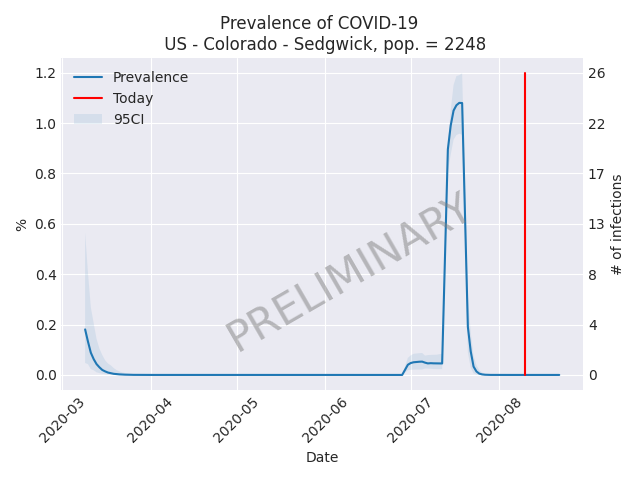 Prevalence of COVID-19
US - Colorado - Sedgwick, pop. = 2248
Prevalence
Today
95CI
1.2
1.0
0.8
0.6
0.4
0.2
0.0
%
26
22
17
13
8
4
0
# of infections
PRELIMINARY
2020-03
2020-04
2020-05
2020-06
2020-07
2020-08
Date